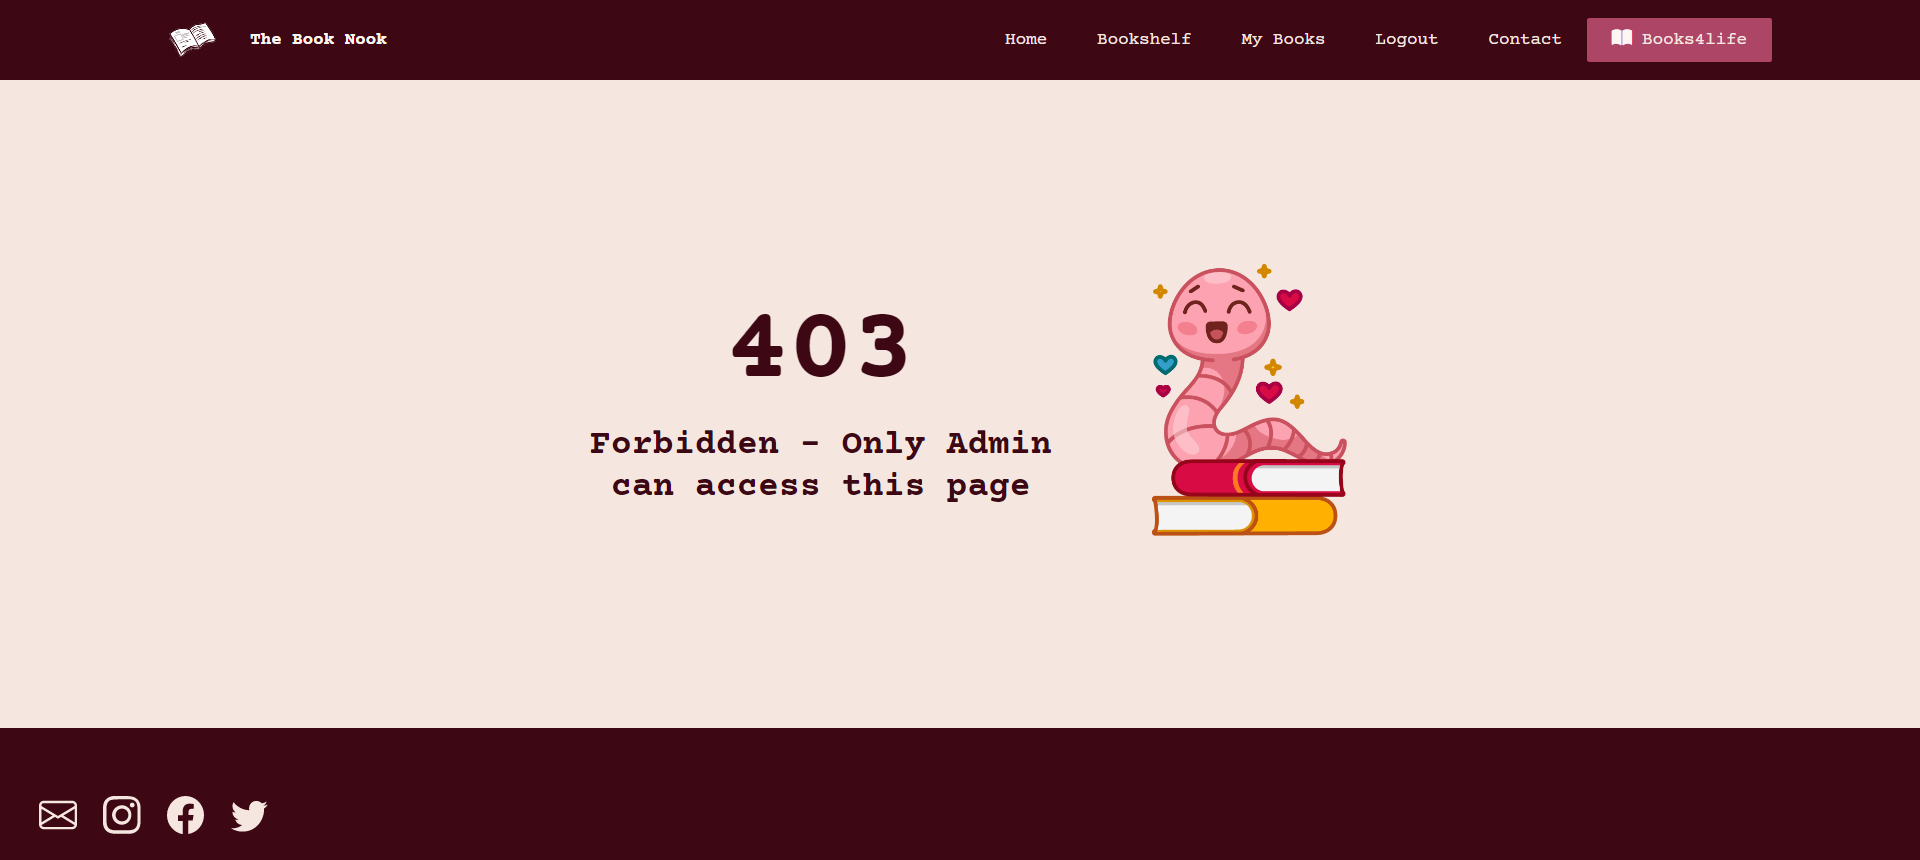 The Book Nook
Home
Bookshelf
My Books
Logout
Contact
Books4life
403
Forbidden - Only Admin
can access this page